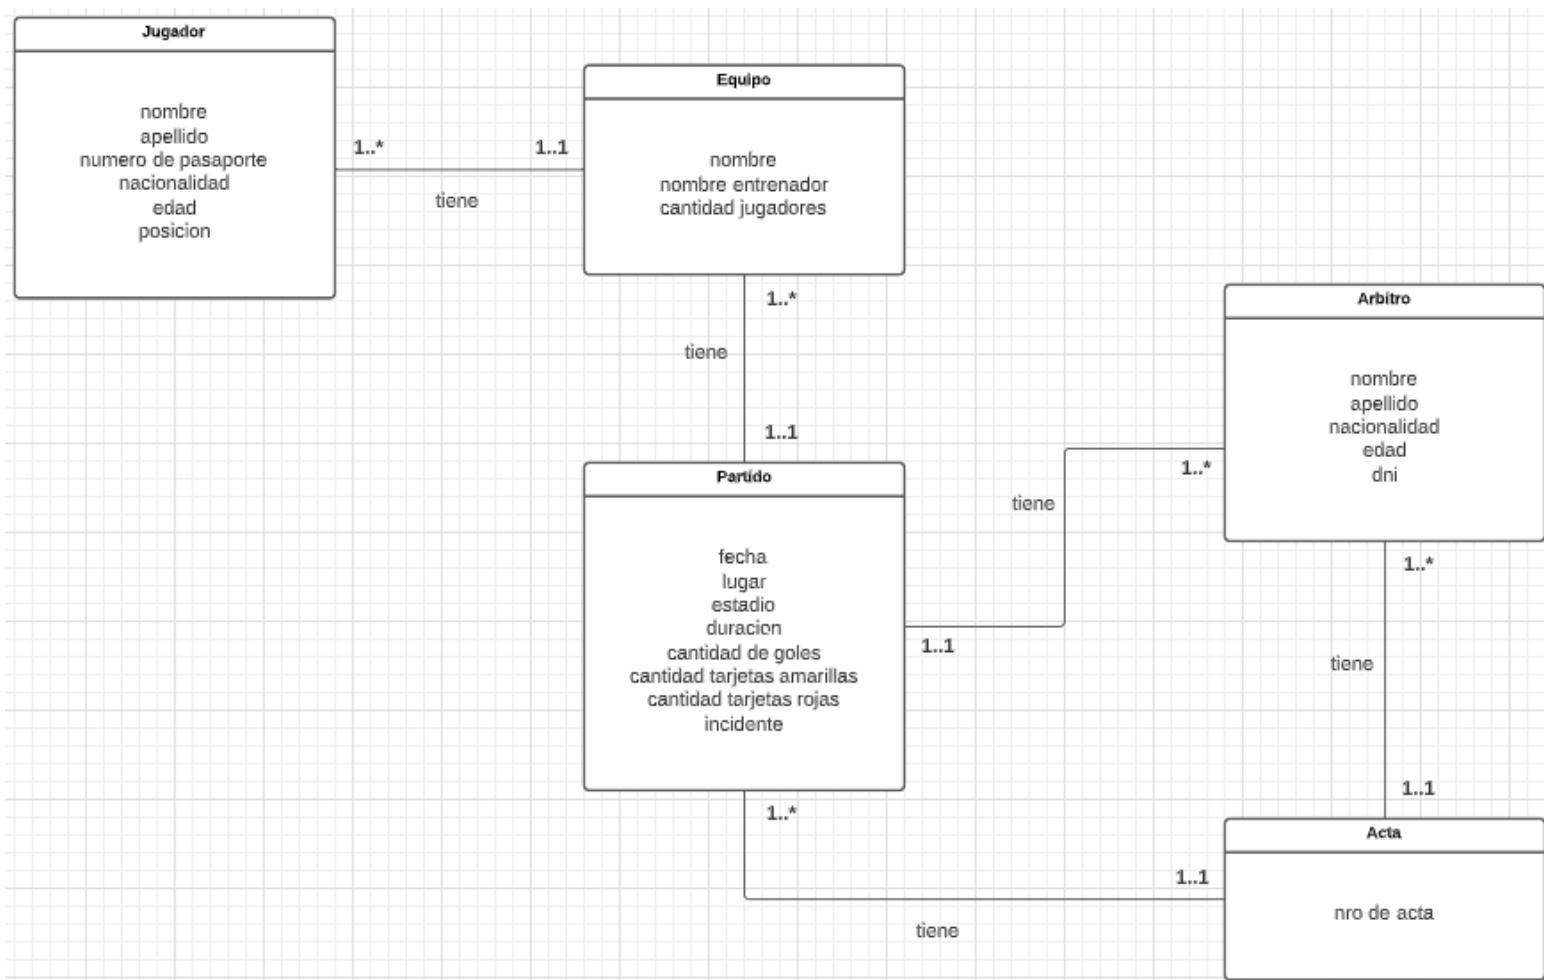 Jugador
nombre
apellido
numero de pasaporte
nacionalidad
edad
posicion
1..*
1..1
tiene
Equipo
nombre
nombre entrenador
cantidad jugadores
1..*
tiene
1..1
Arbitro
nombre
apellido
nacionalidad
edad
dni
Partido
fecha
lugar
estadio
duracion
cantidad de goles
cantidad tarjetas amarillas
cantidad tarjetas rojas
incidente
1..*
tiene
1..1
1..*
tiene
1..1
1..*
1..1
tiene
Acta
nro de acta